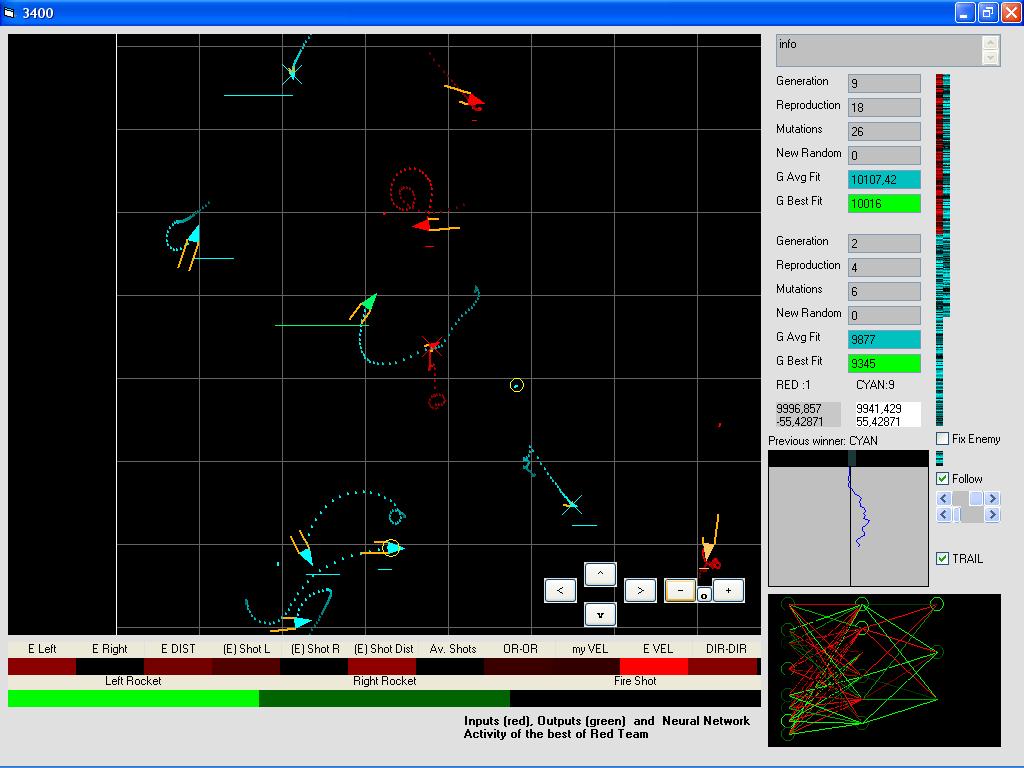 3400
info
Generation 9
Reproduction 18
Mutations 26
New Random 0
G Avg Fit 10107,42
G Best Fit 10016
Generation 2
Reproduction 4
Mutations 6
New Random 0
G Avg Fit 9877
G Best Fit 9345
RED :1 CYAN:9
9996,857 9941,429
-55,42871 55,42871
Previous winner: CYAN
Fix Enemy
Follow
TRAIL
^
< > - o +
v
E Left E Right E DIST (E) Shot L (E) Shot R (E) Shot Dist Av. Shots OR-OR my VEL E VEL DIR-DIR
Left Rocket Right Rocket Fire Shot
Inputs (red), Outputs (green) and Neural Network
Activity of the best of Red Team